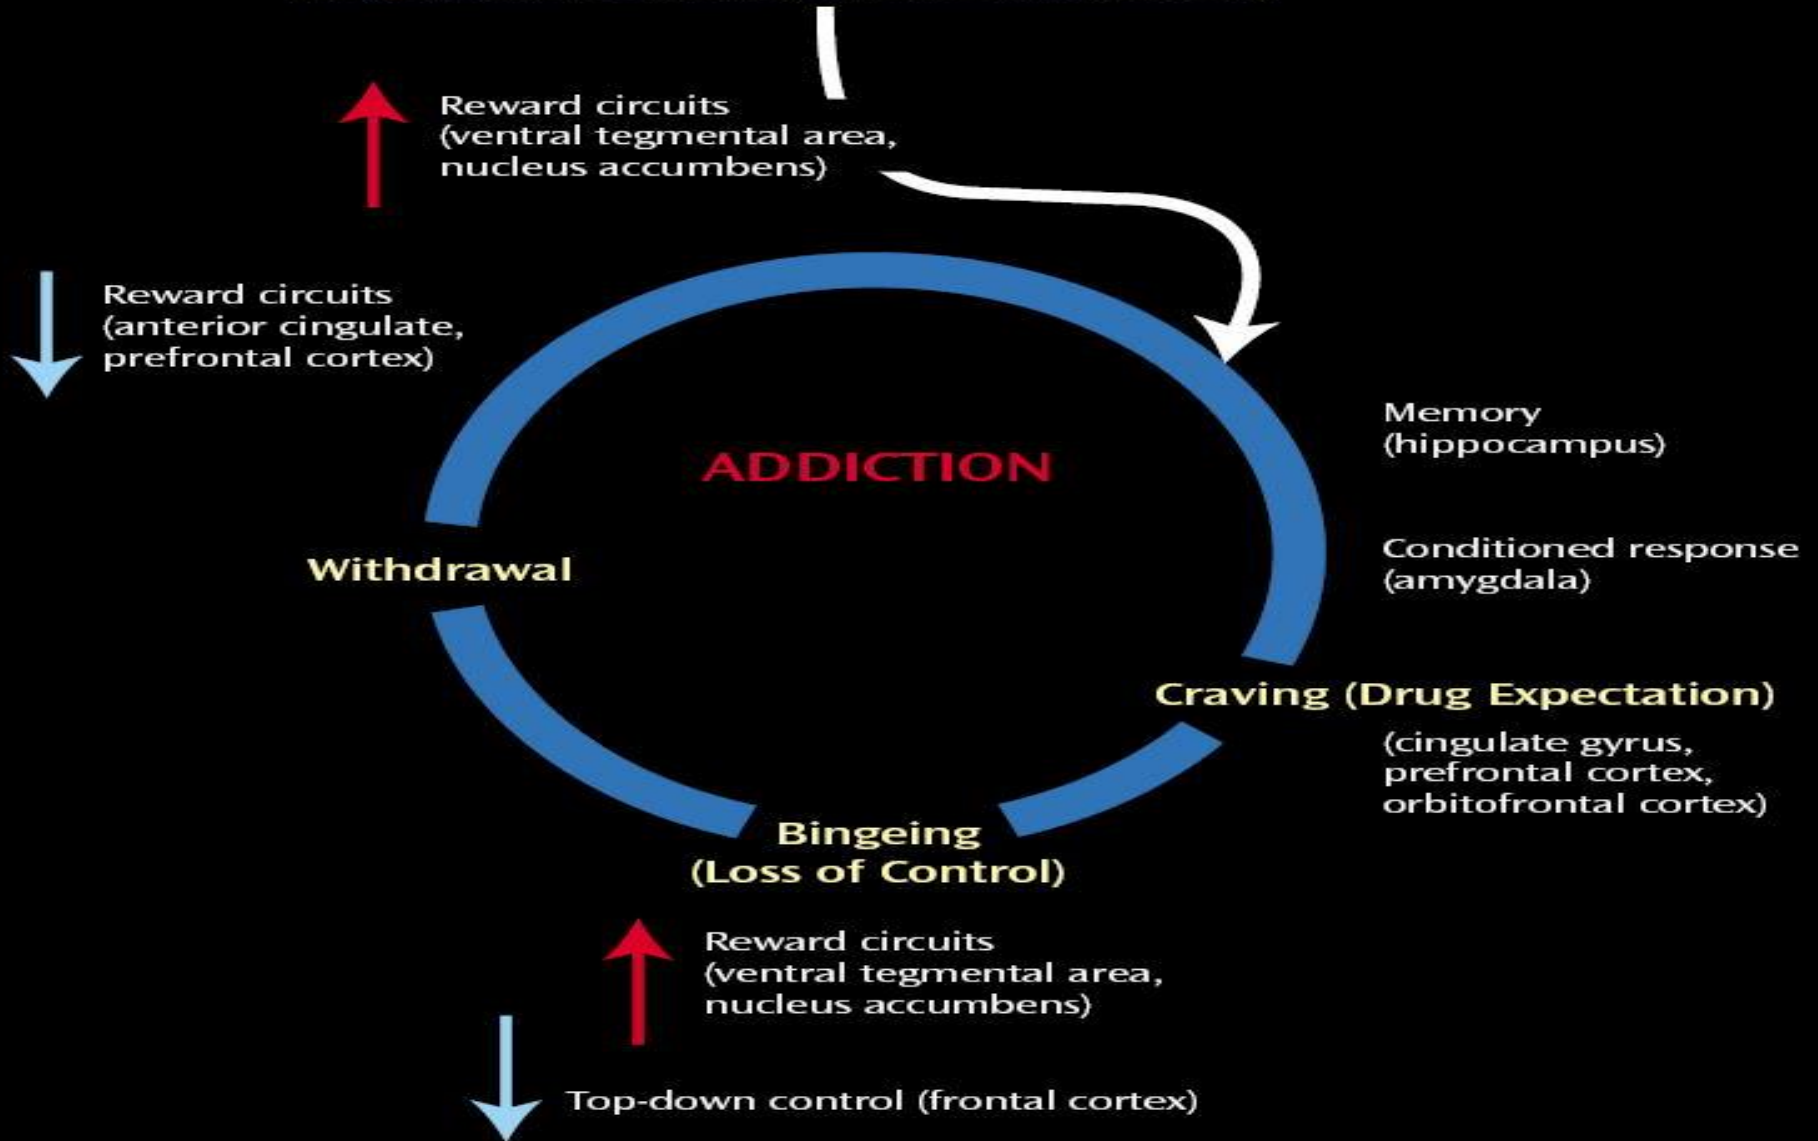 Reward circuits
(ventral tegmental area,
nucleus accumbens)
Reward circuits
(anterior cingulate,
prefrontal cortex)
Memory
(hippocampus)
ADDICTION
Conditioned response
(amygdala)
Withdrawal
Craving (Drug Expectation)
(cingulate gyrus,
prefrontal cortex,
orbitofrontal cortex)
Bingeing
(Loss of Control)
Reward circuits
(ventral tegmental area,
nucleus accumbens)
Top-down control (frontal cortex)